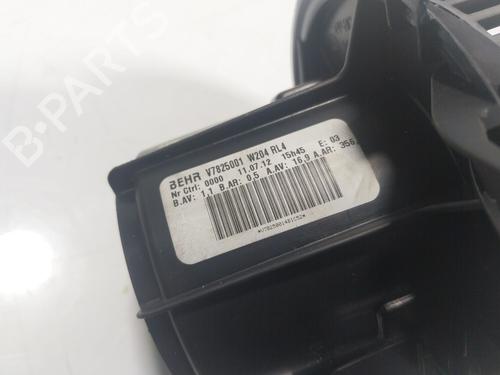 BEHR V7825001 W204 RL4
Nr Ctrl: 0000 11.07.12 15h45 E: 03
B.AV: 1,1 B.AR: 0,5 A.AV: 16,9 A.AR: 356
B-PARTS